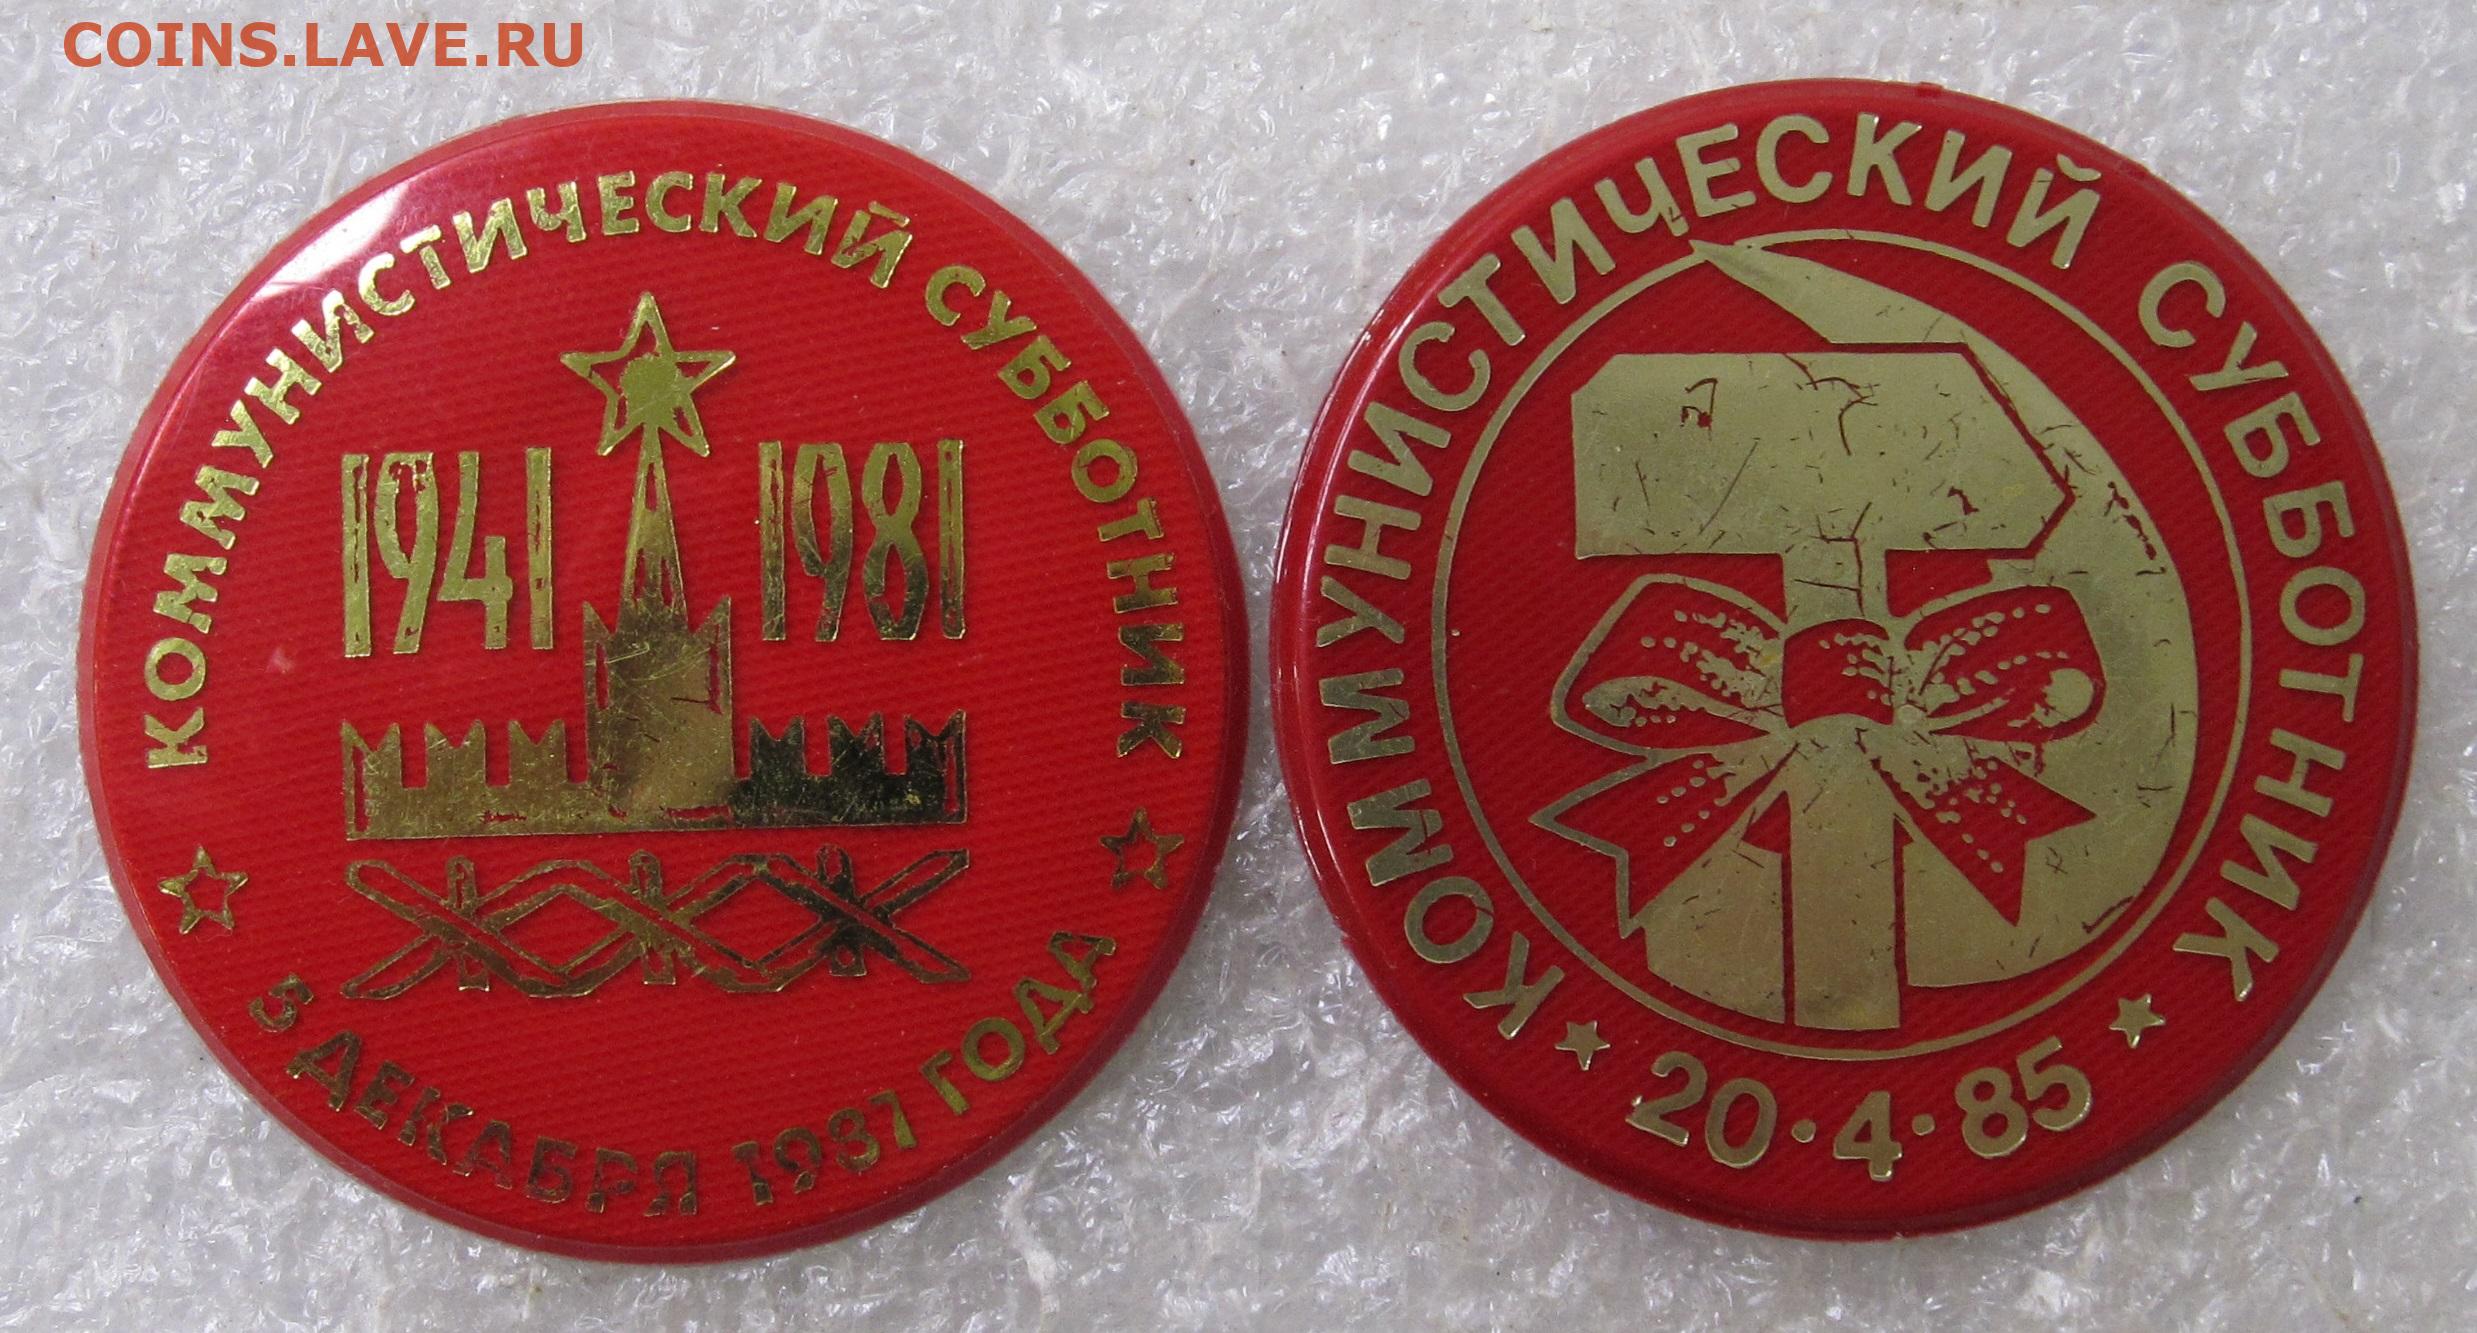 COINS.LAVE.RU
КОММУНИСТИЧЕСКИЙ СУББОТНИК
1941 1981
5 ДЕКАБРЯ 1981 ГОДА
КОММУНИСТИЧЕСКИЙ СУББОТНИК
20·4·85